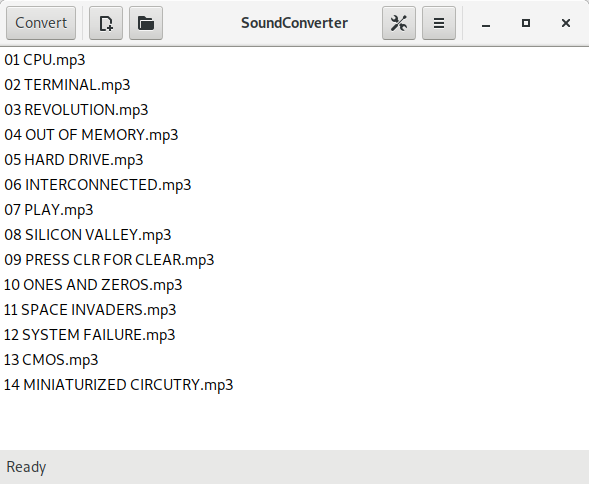 Convert SoundConverter
01 CPU.mp3
02 TERMINAL.mp3
03 REVOLUTION.mp3
04 OUT OF MEMORY.mp3
05 HARD DRIVE.mp3
06 INTERCONNECTED.mp3
07 PLAY.mp3
08 SILICON VALLEY.mp3
09 PRESS CLR FOR CLEAR.mp3
10 ONES AND ZEROS.mp3
11 SPACE INVADERS.mp3
12 SYSTEM FAILURE.mp3
13 CMOS.mp3
14 MINIATURIZED CIRCUTRY.mp3
Ready